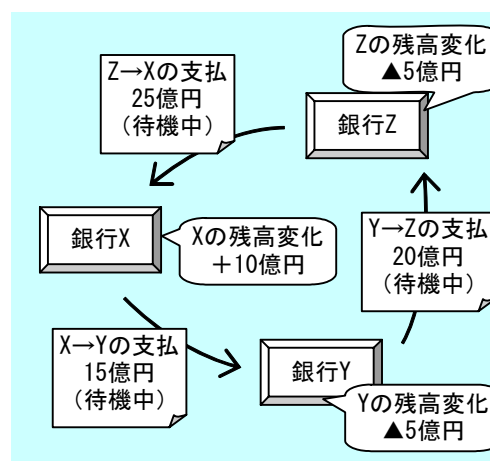 Zの残高変化
▲5億円
Z→Xの支払
25億円
（待機中）
銀行Z
銀行X
Xの残高変化
＋10億円
Y→Zの支払
20億円
（待機中）
X→Yの支払
15億円
（待機中）
銀行Y
Yの残高変化
▲5億円